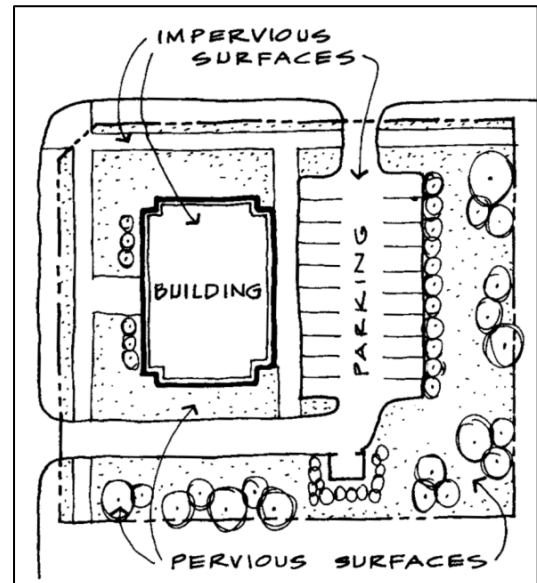 IMPERVIOUS
SURFACES
BUILDING
PARKING
PERVIOUS SURFACES